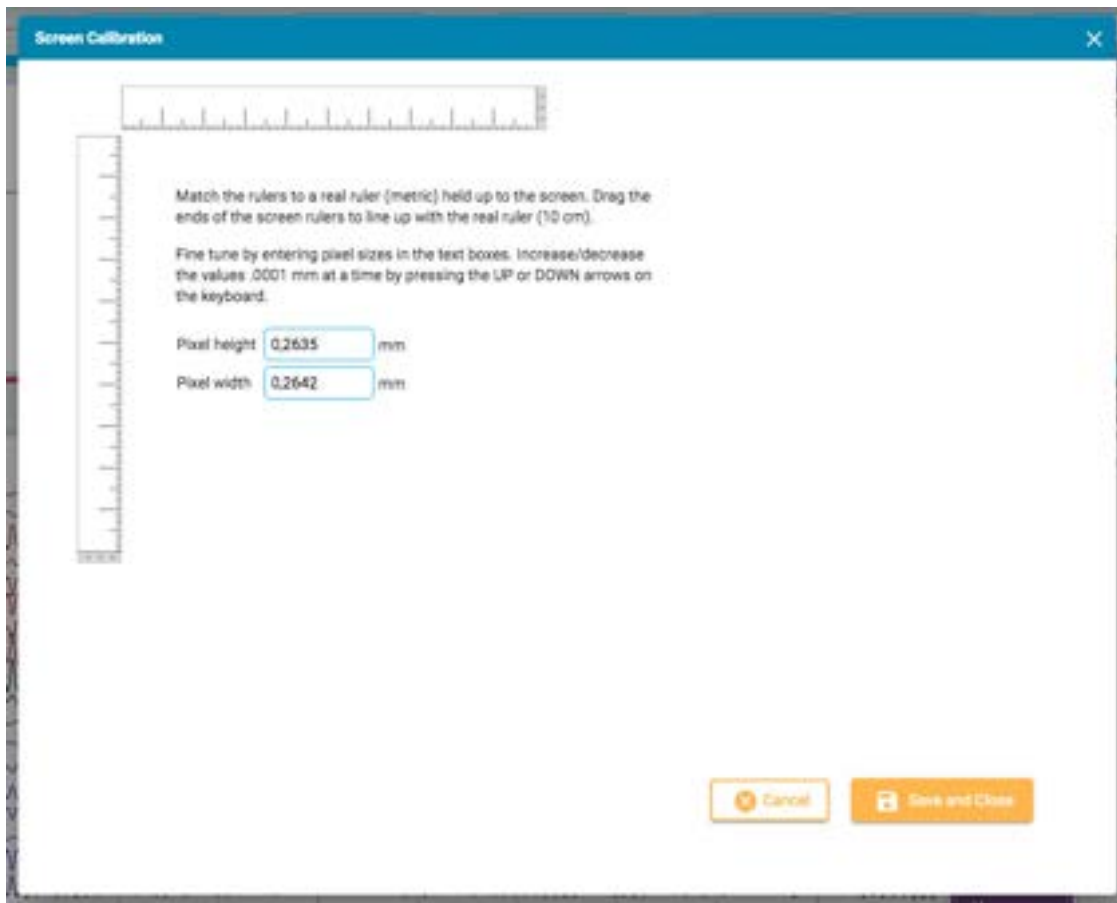 Screen Calibration
Match the rulers to a real ruler (metric) held up to the screen. Drag the
ends of the screen rulers to line up with the real ruler (10 cm).
Fine tune by entering pixel sizes in the text boxes. Increase/decrease
the values .0001 mm at a time by pressing the UP or DOWN arrows on
the keyboard.
Pixel height 0,2635 mm
Pixel width 0,2642 mm
Cancel Save and Close